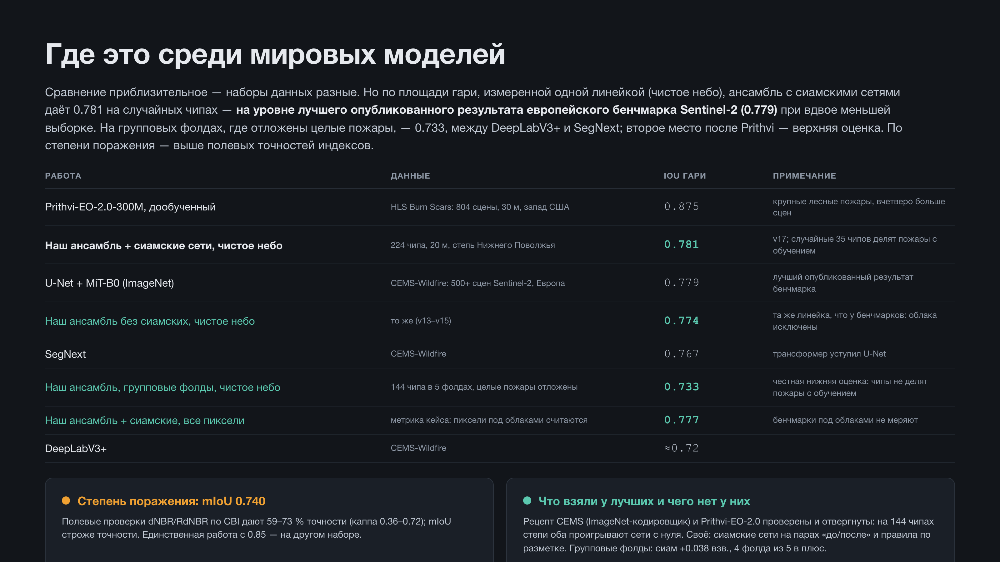 Где это среди мировых моделей
Сравнение приблизительное — наборы данных разные. Но по площади гари, измеренной одной линейкой (чистое небо), ансамбль с сиамскими сетями
даёт 0.781 на случайных чипах — на уровне лучшего опубликованного результата европейского бенчмарка Sentinel-2 (0.779) при вдвое меньшей
выборке. На групповых фолдах, где отложены целые пожары, — 0.733, между DeepLabV3+ и SegNext; второе место после Prithvi — верхняя оценка. По
степени поражения — выше полевых точностей индексов.
РАБОТА ДАННЫЕ IOU ГАРИ ПРИМЕЧАНИЕ
Prithvi-EO-2.0-300M, дообученный HLS Burn Scars: 804 сцены, 30 м, запад США 0.875 крупные лесные пожары, вчетверо больше
сцен
Наш ансамбль + сиамские сети, чистое небо 224 чипа, 20 м, степь Нижнего Поволжья 0.781 v17; случайные 35 чипов делят пожары с
обучением
U-Net + MiT-B0 (ImageNet) CEMS-Wildfire: 500+ сцен Sentinel-2, Европа 0.779 лучший опубликованный результат
бенчмарка
Наш ансамбль без сиамских, чистое небо то же (v13–v15) 0.774 та же линейка, что у бенчмарков: облака
исключены
SegNext CEMS-Wildfire 0.767 трансформер уступил U-Net
Наш ансамбль, групповые фолды, чистое небо 144 чипа в 5 фолдах, целые пожары отложены 0.733 честная нижняя оценка: чипы не делят
пожары с обучением
Наш ансамбль + сиамские, все пиксели метрика кейса: пиксели под облаками считаются 0.777 бенчмарки под облаками не меряют
DeepLabV3+ CEMS-Wildfire ≈0.72
Степень поражения: mIoU 0.740
Полевые проверки dNBR/RdNBR по CBI дают 59–73 % точности (каппа 0.36–0.72); mIoU
строже точности. Единственная работа с 0.85 — на другом наборе.
Что взяли у лучших и чего нет у них
Рецепт CEMS (ImageNet-кодировщик) и Prithvi-EO-2.0 проверены и отвергнуты: на 144 чипах
степи оба проигрывают сети с нуля. Своё: сиамские сети на парах «до/после» и правила по
разметке. Групповые фолды: сиам +0.038 взв., 4 фолда из 5 в плюс.